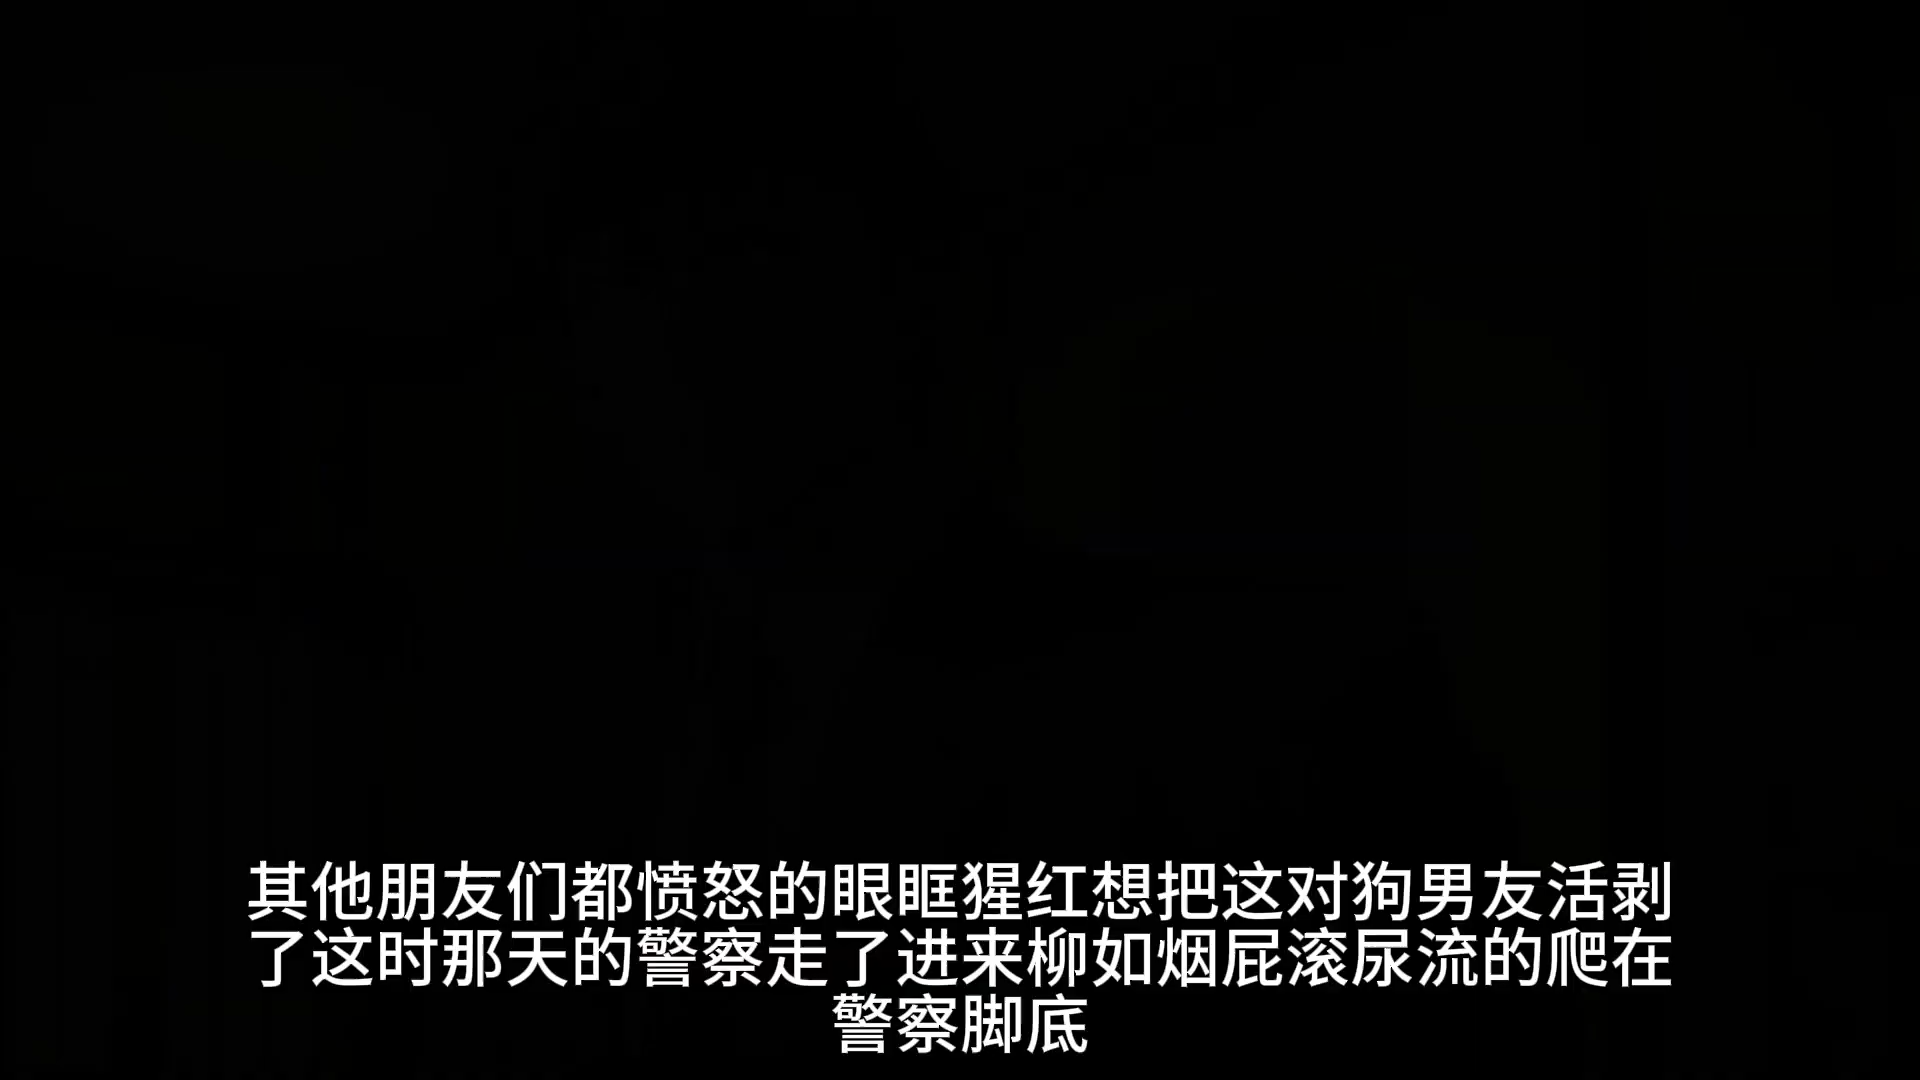 其他朋友们都愤怒的眼眶猩红想把这对狗男友活剥
了这时那天的警察走了进来柳如烟屁滚尿流的爬在
警察脚底